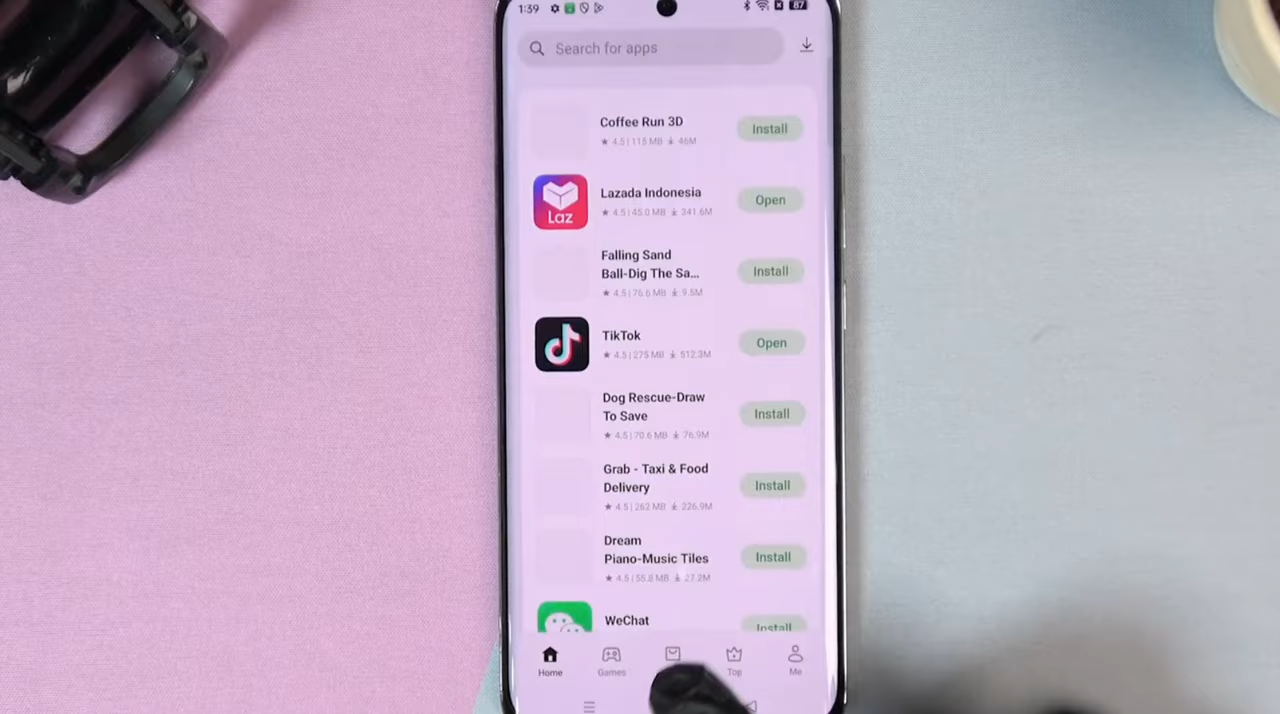 1:39
87
Search for apps
Coffee Run 3D
★ 4.5 | 115 MB 46M
Install
Laz
Lazada Indonesia
★ 4.5 | 45.0 MB 341.6M
Open
Falling Sand
Ball-Dig The Sa...
★ 4.5 | 76.6 MB 9.5M
Install
TikTok
★ 4.5 | 275 MB 512.3M
Open
Dog Rescue-Draw
To Save
★ 4.5 | 70.6 MB 76.9M
Install
Grab - Taxi & Food
Delivery
★ 4.5 | 262 MB 226.9M
Install
Dream
Piano-Music Tiles
★ 4.5 | 55.8 MB 27.2M
Install
WeChat
Install
Home
Games
Top
Me